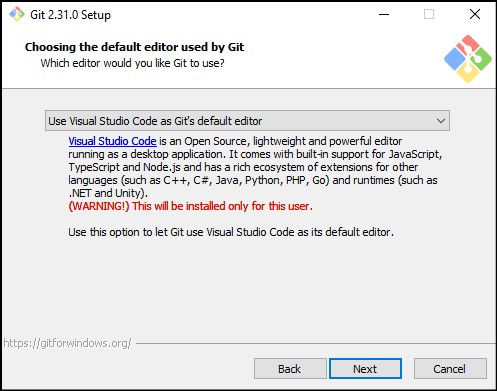 Git 2.31.0 Setup
Choosing the default editor used by Git
Which editor would you like Git to use?
Use Visual Studio Code as Git's default editor
Visual Studio Code is an Open Source, lightweight and powerful editor
running as a desktop application. It comes with built-in support for JavaScript,
TypeScript and Node.js and has a rich ecosystem of extensions for other
languages (such as C++, C#, Java, Python, PHP, Go) and runtimes (such as
.NET and Unity).
(WARNING!) This will be installed only for this user.
Use this option to let Git use Visual Studio Code as its default editor.
https://gitforwindows.org/
Back Next Cancel